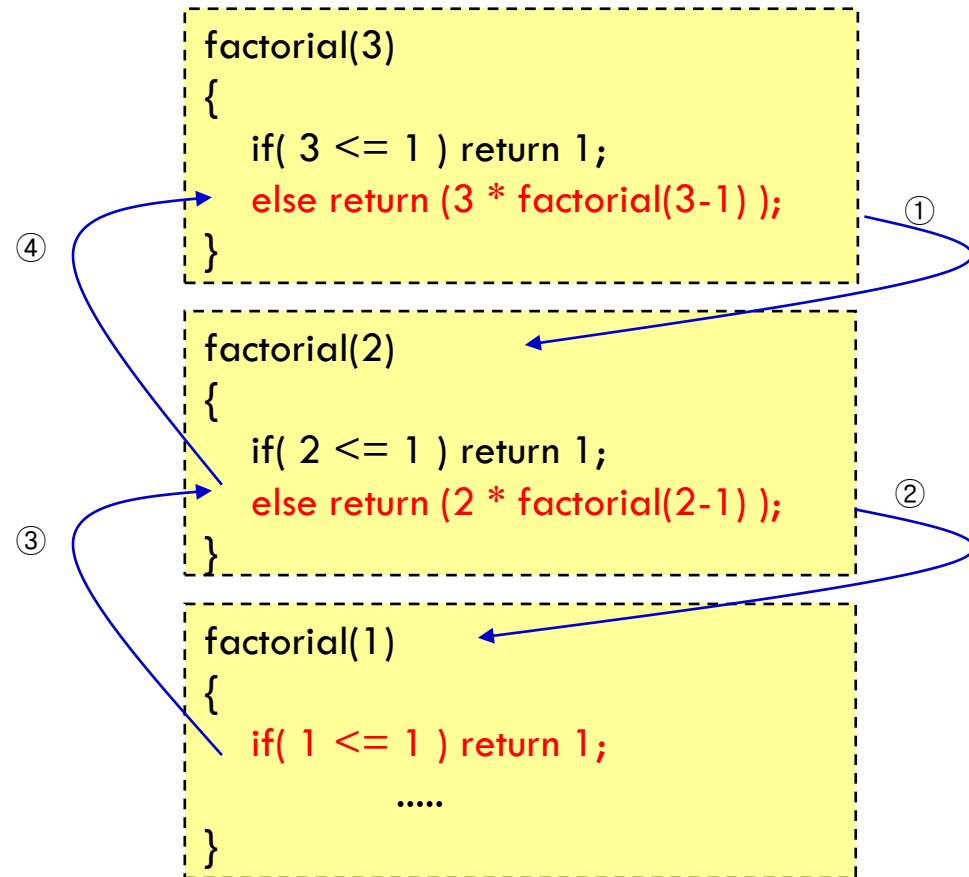 factorial(3)
{
if( 3 <= 1 ) return 1;
else return (3 * factorial(3-1) );
}
①
④
factorial(2)
{
if( 2 <= 1 ) return 1;
else return (2 * factorial(2-1) );
}
②
③
factorial(1)
{
if( 1 <= 1 ) return 1;
.....
}